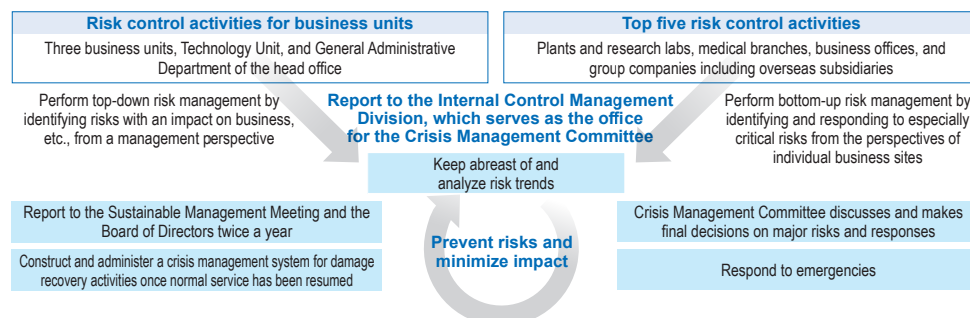 Risk control activities for business units
Three business units, Technology Unit, and General Administrative
Department of the head office
Top five risk control activities
Plants and research labs, medical branches, business offices, and
group companies including overseas subsidiaries
Perform top-down risk management by
identifying risks with an impact on business,
etc., from a management perspective
Report to the Internal Control Management
Division, which serves as the office
for the Crisis Management Committee
Perform bottom-up risk management by
identifying and responding to especially
critical risks from the perspectives of
individual business sites
Keep abreast of and
analyze risk trends
Report to the Sustainable Management Meeting and the
Board of Directors twice a year
Construct and administer a crisis management system for damage
recovery activities once normal service has been resumed
Prevent risks and
minimize impact
Crisis Management Committee discusses and makes
final decisions on major risks and responses
Respond to emergencies